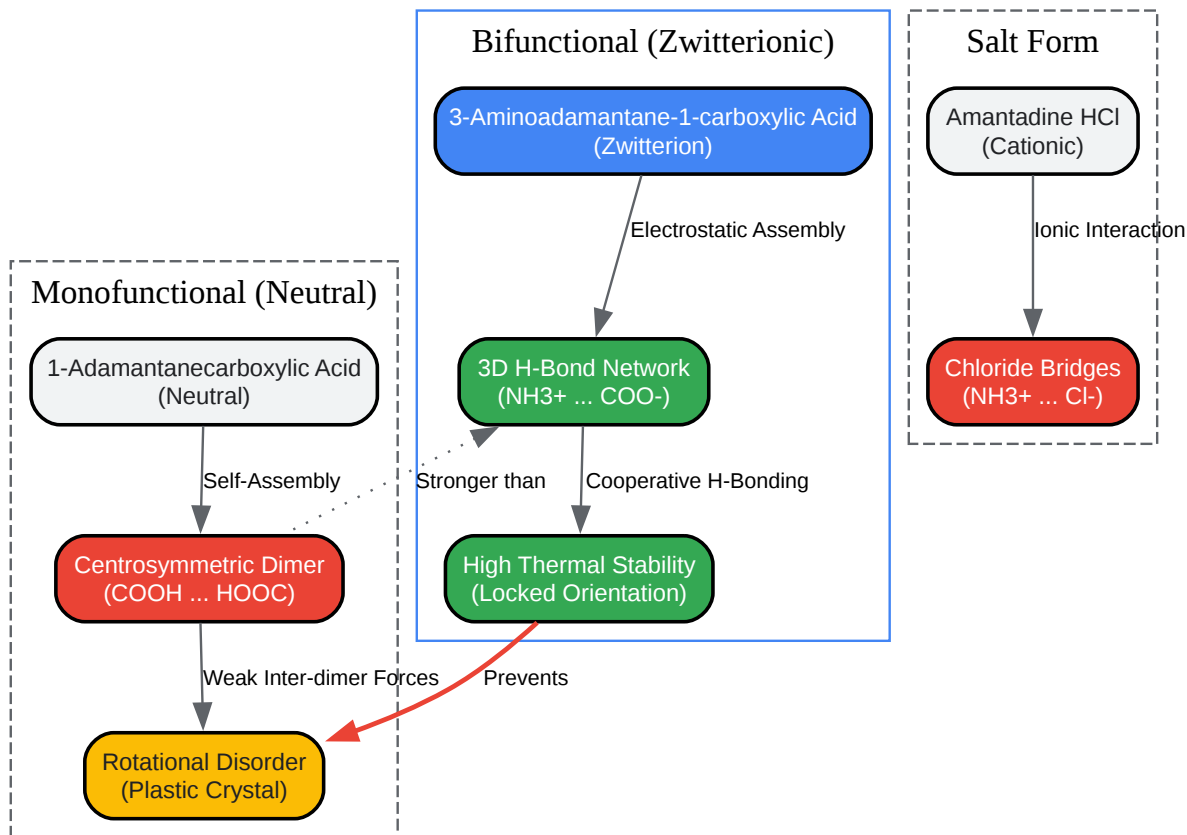 Bifunctional (Zwitterionic)
3-Aminoadamantane-1-carboxylic Acid
(Zwitterion)
Electrostatic Assembly
3D H-Bond Network
(NH3+ ... COO-)
Stronger than
Cooperative H-Bonding
High Thermal Stability
(Locked Orientation)
Prevents
Salt Form
Amantadine HCl
(Cationic)
Ionic Interaction
Chloride Bridges
(NH3+ ... Cl-)
Monofunctional (Neutral)
1-Adamantanecarboxylic Acid
(Neutral)
Self-Assembly
Centrosymmetric Dimer
(COOH ... HOOC)
Weak Inter-dimer Forces
Rotational Disorder
(Plastic Crystal)